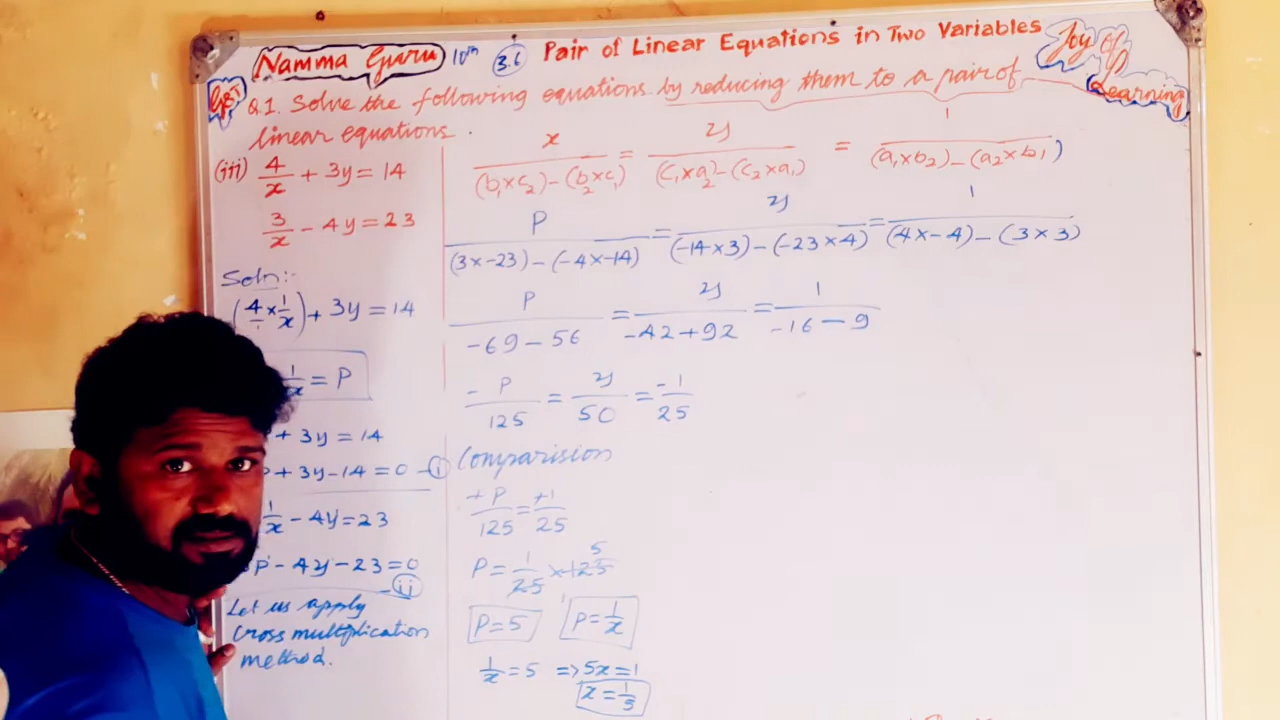 Namma Guru 10th 3.6 Pair of Linear Equations in Two Variables
Joy of Learning
Q.1. Solve the following equations by reducing them to a pair of
linear equations.
(iii) 4/x + 3y = 14
3/x - 4y = 23
Soln:-
(4 × 1/x) + 3y = 14
1/x = P
+ 3y = 14
P + 3y - 14 = 0 - (i)
1/x - 4y = 23
3P - 4y - 23 = 0
(ii)
Let us apply
Cross multiplication
method.
x/((b₁×c₂) - (b₂×c₁)) = y/((c₁×a₂) - (c₂×a₁)) = 1/((a₁×b₂) - (a₂×b₁))
P/((3×-23) - (-4×-14)) = y/((-14×3) - (-23×4)) = 1/((4×-4) - (3×3))
P/(-69 - 56) = y/(-42 + 92) = 1/(-16 - 9)
-P/125 = y/50 = -1/25
Comparision
+P/125 = +1/25
P = 1/25 × 125 5
P = 5 P = 1/x
1/x = 5 => 5x = 1
x = 1/5